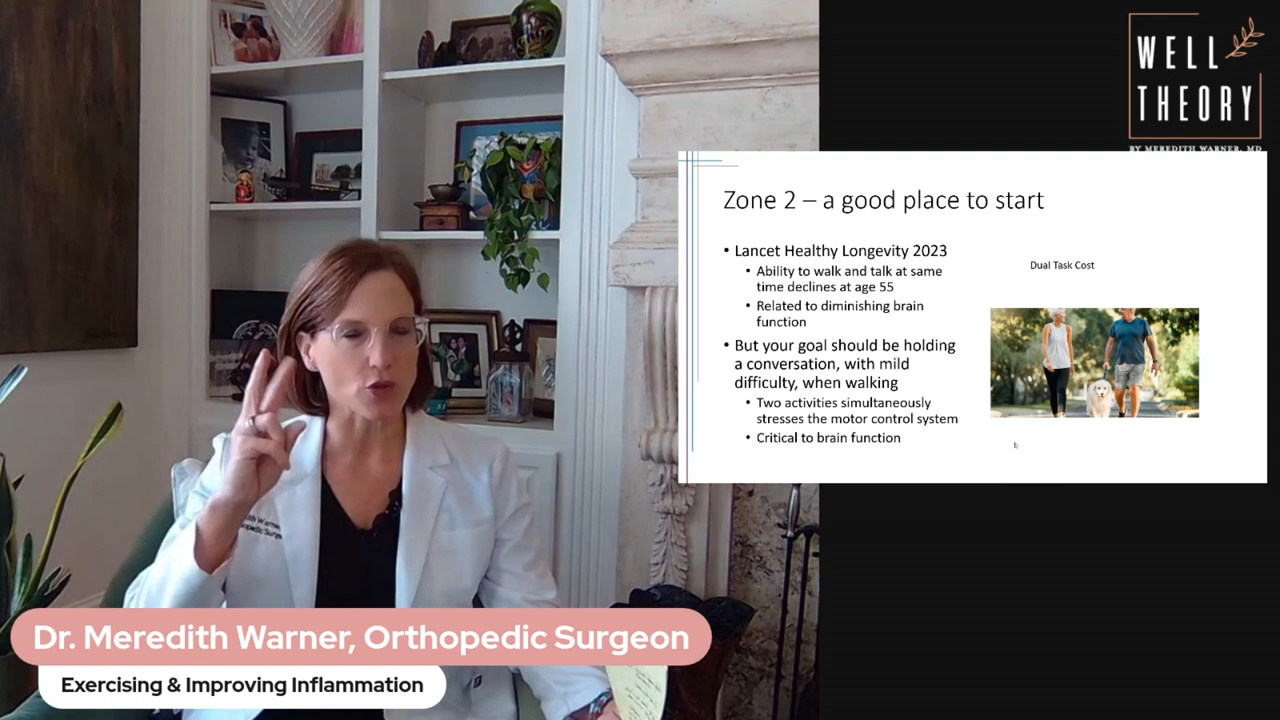 WELL
THEORY
BY MEREDITH WARNER, MD
Zone 2 – a good place to start
• Lancet Healthy Longevity 2023
• Ability to walk and talk at same
time declines at age 55
• Related to diminishing brain
function
• But your goal should be holding
a conversation, with mild
difficulty, when walking
• Two activities simultaneously
stresses the motor control system
• Critical to brain function
Dual Task Cost
Dr. Meredith Warner, Orthopedic Surgeon
Exercising & Improving Inflammation